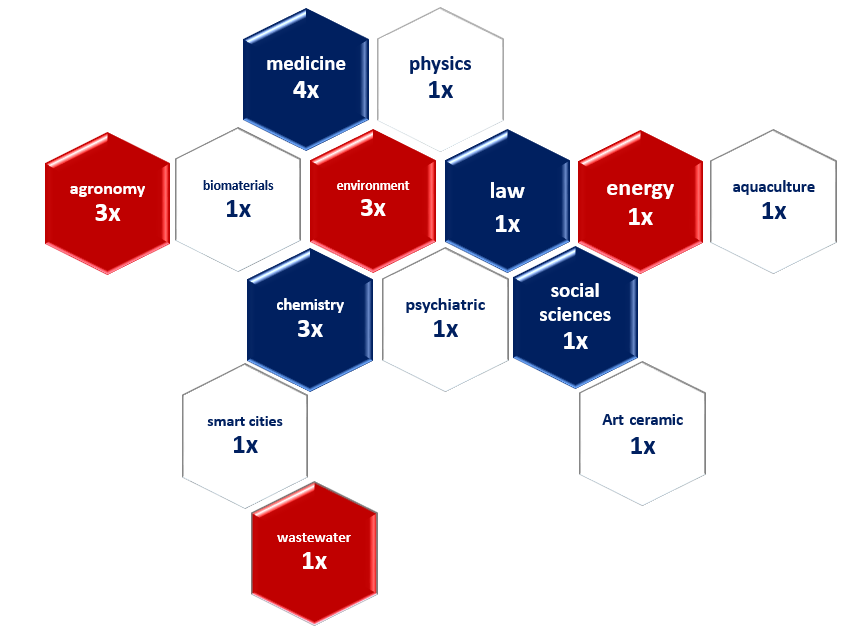 medicine
4x
physics
1x
agronomy
3x
biomaterials
1x
environment
3x
law
1x
energy
1x
aquaculture
1x
chemistry
3x
psychiatric
1x
social
sciences
1x
smart cities
1x
Art ceramic
1x
wastewater
1x